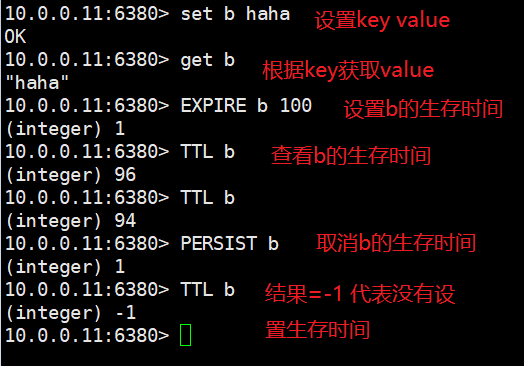 10.0.0.11:6380> set b haha 设置key value
OK
10.0.0.11:6380> get b 根据key获取value
"haha"
10.0.0.11:6380> EXPIRE b 100 设置b的生存时间
(integer) 1
10.0.0.11:6380> TTL b 查看b的生存时间
(integer) 96
10.0.0.11:6380> TTL b
(integer) 94
10.0.0.11:6380> PERSIST b 取消b的生存时间
(integer) 1
10.0.0.11:6380> TTL b 结果=-1 代表没有设
(integer) -1
置生存时间
10.0.0.11:6380>